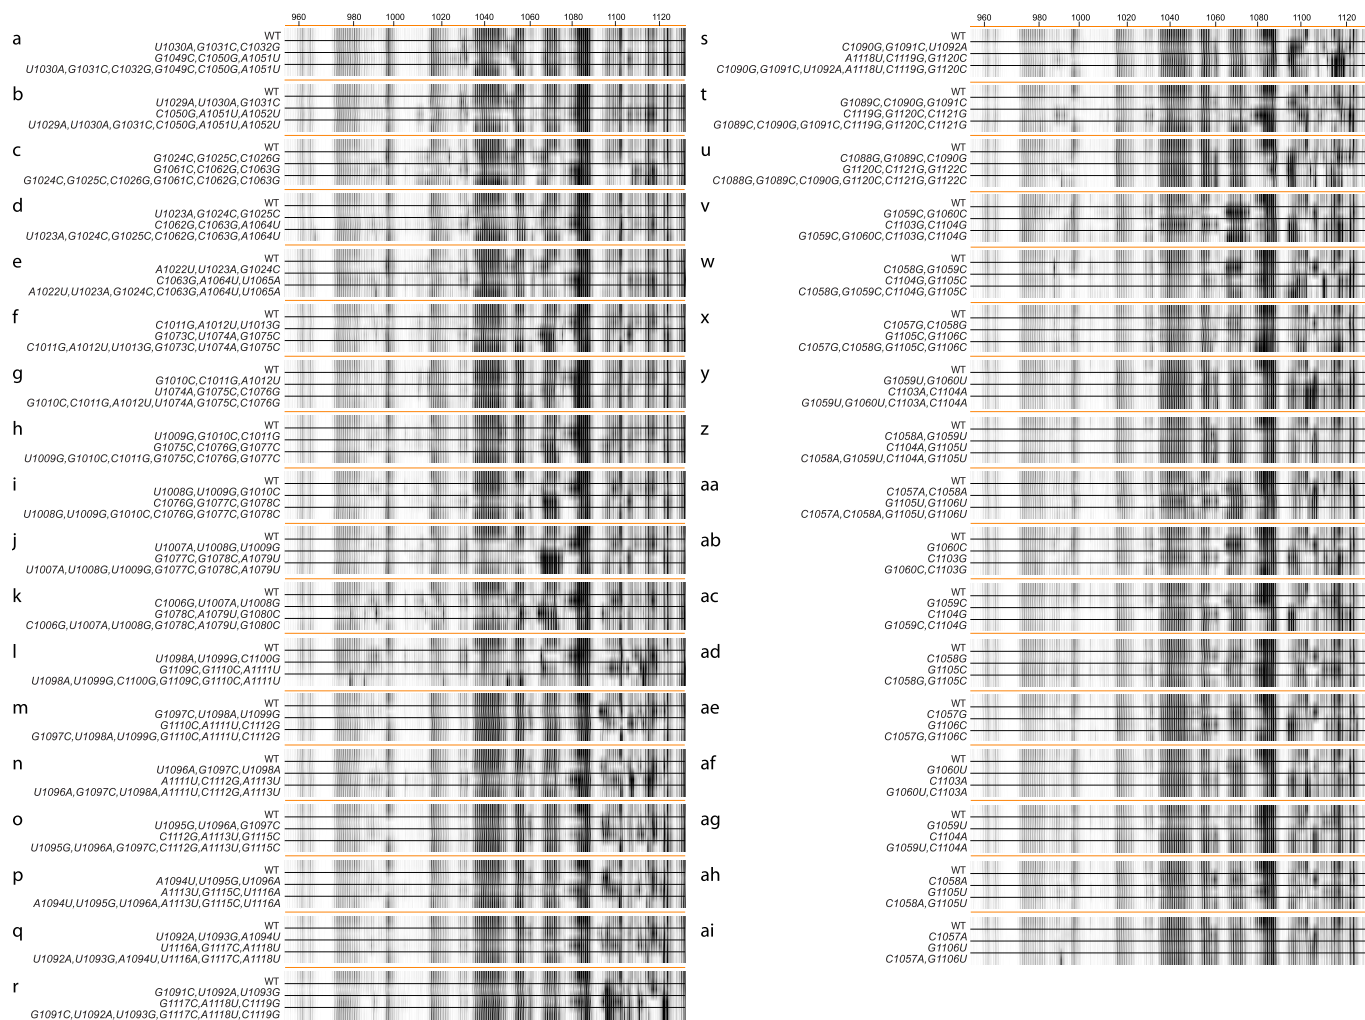 960 980 1000 1020 1040 1060 1080 1100 1120
a
WT
U1030A,G1031C,C1032G
G1049C,C1050G,A1051U
U1030A,G1031C,C1032G,G1049C,C1050G,A1051U
b
WT
U1029A,U1030A,G1031C
C1050G,A1051U,A1052U
U1029A,U1030A,G1031C,C1050G,A1051U,A1052U
c
WT
G1024C,G1025C,C1026G
G1061C,C1062G,C1063G
G1024C,G1025C,C1026G,G1061C,C1062G,C1063G
d
WT
U1023A,G1024C,G1025C
C1062G,C1063G,A1064U
U1023A,G1024C,G1025C,C1062G,C1063G,A1064U
e
WT
A1022U,U1023A,G1024C
C1063G,A1064U,U1065A
A1022U,U1023A,G1024C,C1063G,A1064U,U1065A
f
WT
C1011G,A1012U,U1013G
G1073C,U1074A,G1075C
C1011G,A1012U,U1013G,G1073C,U1074A,G1075C
g
WT
G1010C,C1011G,A1012U
U1074A,G1075C,C1076G
G1010C,C1011G,A1012U,U1074A,G1075C,C1076G
h
WT
U1009G,G1010C,C1011G
G1075C,C1076G,G1077C
U1009G,G1010C,C1011G,G1075C,C1076G,G1077C
i
WT
U1008G,U1009G,G1010C
C1076G,G1077C,G1078C
U1008G,U1009G,G1010C,C1076G,G1077C,G1078C
j
WT
U1007A,U1008G,U1009G
G1077C,G1078C,A1079U
U1007A,U1008G,U1009G,G1077C,G1078C,A1079U
k
WT
C1006G,U1007A,U1008G
G1078C,A1079U,G1080C
C1006G,U1007A,U1008G,G1078C,A1079U,G1080C
l
WT
U1098A,U1099G,C1100G
G1109C,G1110C,A1111U
U1098A,U1099G,C1100G,G1109C,G1110C,A1111U
m
WT
G1097C,U1098A,U1099G
G1110C,A1111U,C1112G
G1097C,U1098A,U1099G,G1110C,A1111U,C1112G
n
WT
U1096A,G1097C,U1098A
A1111U,C1112G,A1113U
U1096A,G1097C,U1098A,A1111U,C1112G,A1113U
o
WT
U1095G,U1096A,G1097C
C1112G,A1113U,G1115C
U1095G,U1096A,G1097C,C1112G,A1113U,G1115C
p
WT
A1094U,U1095G,U1096A
A1113U,G1115C,U1116A
A1094U,U1095G,U1096A,A1113U,G1115C,U1116A
q
WT
U1092A,U1093G,A1094U
U1116A,G1117C,A1118U
U1092A,U1093G,A1094U,U1116A,G1117C,A1118U
r
WT
G1091C,U1092A,U1093G
G1117C,A1118U,C1119G
G1091C,U1092A,U1093G,G1117C,A1118U,C1119G
960 980 1000 1020 1040 1060 1080 1100 1120
s
WT
C1090G,G1091C,U1092A
A1118U,C1119G,G1120C
C1090G,G1091C,U1092A,A1118U,C1119G,G1120C
t
WT
G1089C,C1090G,G1091C
C1119G,G1120C,C1121G
G1089C,C1090G,G1091C,C1119G,G1120C,C1121G
u
WT
C1088G,G1089C,C1090G
G1120C,C1121G,G1122C
C1088G,G1089C,C1090G,G1120C,C1121G,G1122C
v
WT
G1059C,G1060C
C1103G,C1104G
G1059C,G1060C,C1103G,C1104G
w
WT
C1058G,G1059C
C1104G,G1105C
C1058G,G1059C,C1104G,G1105C
x
WT
C1057G,C1058G
G1105C,G1106C
C1057G,C1058G,G1105C,G1106C
y
WT
G1059U,G1060U
C1103A,C1104A
G1059U,G1060U,C1103A,C1104A
z
WT
C1058A,G1059U
C1104A,G1105U
C1058A,G1059U,C1104A,G1105U
aa
WT
C1057A,C1058A
G1105U,G1106U
C1057A,C1058A,G1105U,G1106U
ab
WT
G1060C
C1103G
G1060C,C1103G
ac
WT
G1059C
C1104G
G1059C,C1104G
ad
WT
C1058G
G1105C
C1058G,G1105C
ae
WT
C1057G
G1106C
C1057G,G1106C
af
WT
G1060U
C1103A
G1060U,C1103A
ag
WT
G1059U
C1104A
G1059U,C1104A
ah
WT
C1058A
G1105U
C1058A,G1105U
ai
WT
C1057A
G1106U
C1057A,G1106U